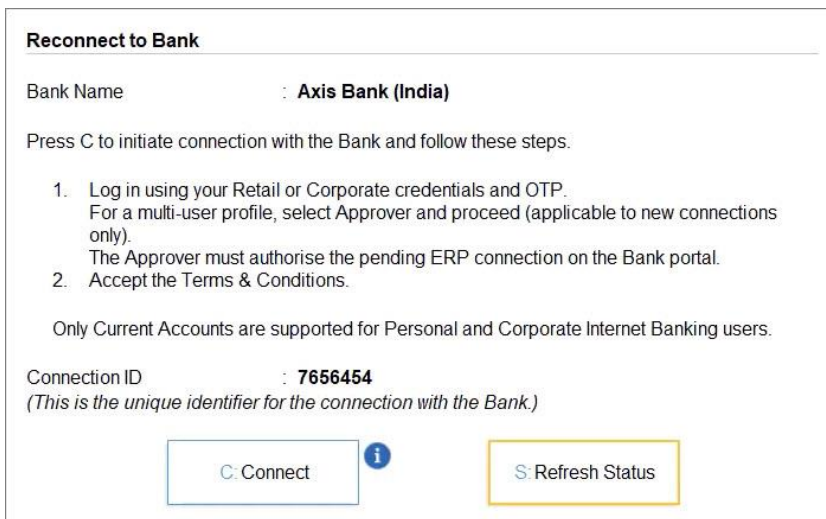 Reconnect to Bank
Bank Name : Axis Bank (India)
Press C to initiate connection with the Bank and follow these steps.
1. Log in using your Retail or Corporate credentials and OTP.
For a multi-user profile, select Approver and proceed (applicable to new connections
only).
The Approver must authorise the pending ERP connection on the Bank portal.
2. Accept the Terms & Conditions.
Only Current Accounts are supported for Personal and Corporate Internet Banking users.
Connection ID : 7656454
(This is the unique identifier for the connection with the Bank.)
C: Connect i S: Refresh Status